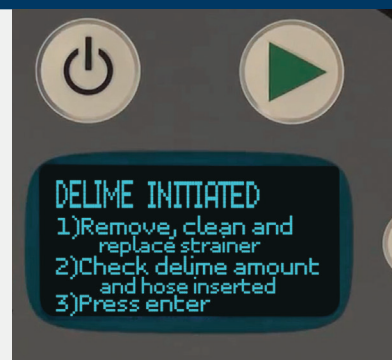 DELIME INITIATED
1)Remove, clean and
replace strainer
2)Check delime amount
and hose inserted
3)Press enter